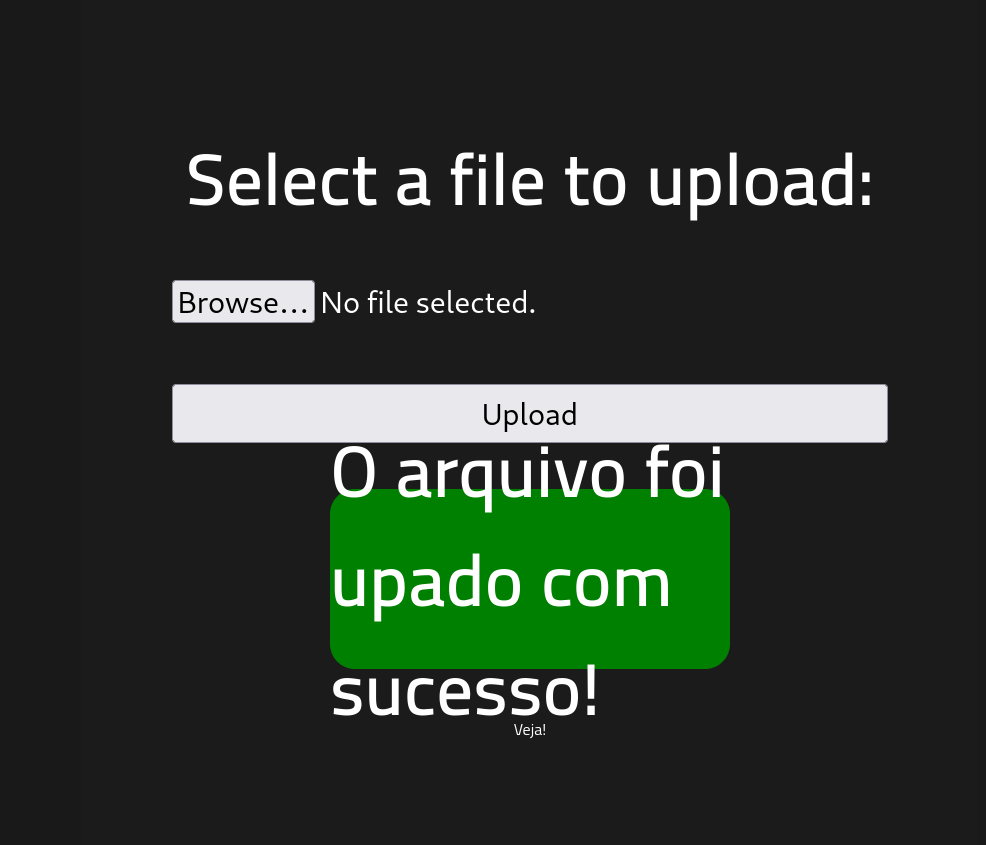 Select a file to upload:
Browse... No file selected.
Upload
O arquivo foi
upado com
sucesso!
Veja!